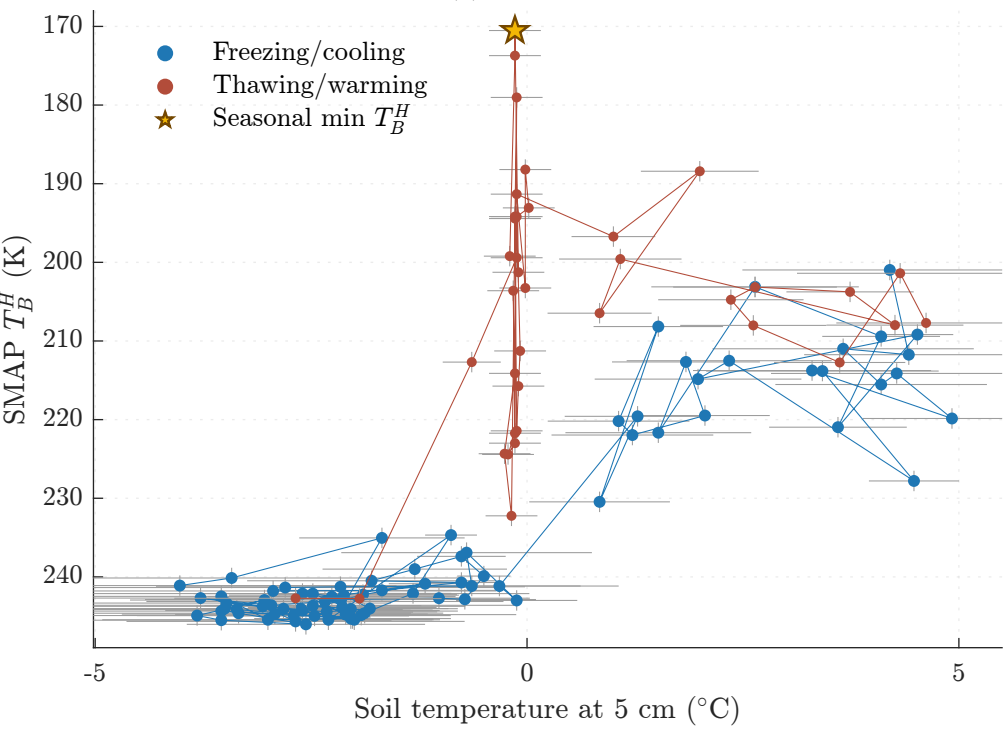 170
180
190
200
210
220
230
240
-5
0
5
SMAP T_B^H (K)
Soil temperature at 5 cm (°C)
Freezing/cooling
Thawing/warming
Seasonal min T_B^H